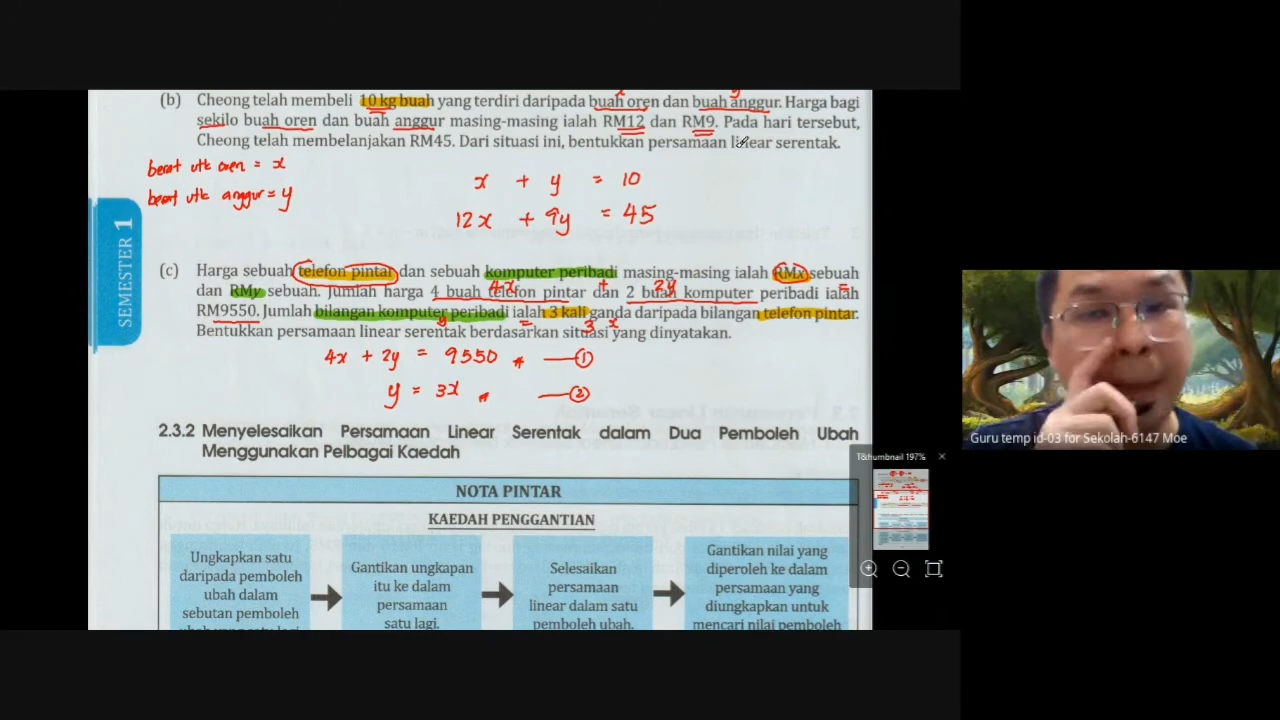 (b) Cheong telah membeli 10 kg buah yang terdiri daripada buah oren dan buah anggur. Harga bagi
sekilo buah oren dan buah anggur masing-masing ialah RM12 dan RM9. Pada hari tersebut,
Cheong telah membelanjakan RM45. Dari situasi ini, bentukkan persamaan linear serentak.
berat utk oren = x
berat utk anggur = y
x + y = 10
12x + 9y = 45
SEMESTER 1
(c) Harga sebuah telefon pintar dan sebuah komputer peribadi masing-masing ialah RMx sebuah
dan RMy sebuah. Jumlah harga 4 buah telefon pintar dan 2 buah komputer peribadi ialah
4x + 2y =
RM9550. Jumlah bilangan komputer peribadi ialah 3 kali ganda daripada bilangan telefon pintar.
y = 3 x
Bentukkan persamaan linear serentak berdasarkan situasi yang dinyatakan.
4x + 2y = 9550 — ①
y = 3x — ②
2.3.2 Menyelesaikan Persamaan Linear Serentak dalam Dua Pemboleh Ubah
Menggunakan Pelbagai Kaedah
NOTA PINTAR
KAEDAH PENGGANTIAN
Ungkapkan satu
daripada pemboleh
ubah dalam
sebutan pemboleh
ubah yang satu lagi
Gantikan ungkapan
itu ke dalam
persamaan
satu lagi.
Selesaikan
persamaan
linear dalam satu
pemboleh ubah.
Gantikan nilai yang
diperoleh ke dalam
persamaan yang
diungkapkan untuk
mencari nilai pemboleh
T&humbnail 197%
Guru temp id-03 for Sekolah-6147 Moe